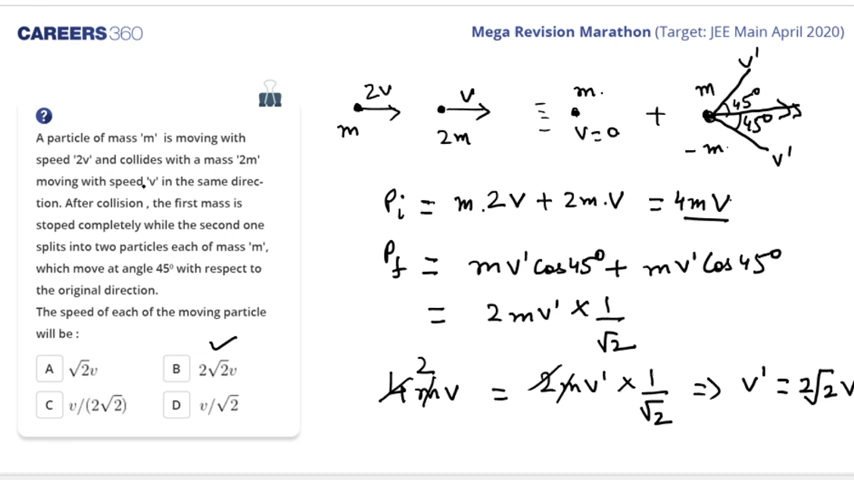 CAREERS360
Mega Revision Marathon (Target: JEE Main April 2020)
?
A particle of mass 'm' is moving with
speed '2v' and collides with a mass '2m'
moving with speed 'v' in the same direc-
tion. After collision , the first mass is
stoped completely while the second one
splits into two particles each of mass 'm',
which move at angle 45⁰ with respect to
the original direction.
The speed of each of the moving particle
will be :
A √2v
B 2√2v
C v/(2√2)
D v/√2
2v v m. m v'
m 2m ≡ v=0 + 45° 45°
- m. v'
Pi = m.2v + 2m.v = 4mv
Pf = mv' cos45° + mv' cos45°
= 2mv' × 1/√2
2
4mv = 2mv' × 1/√2 => v' = 2√2v